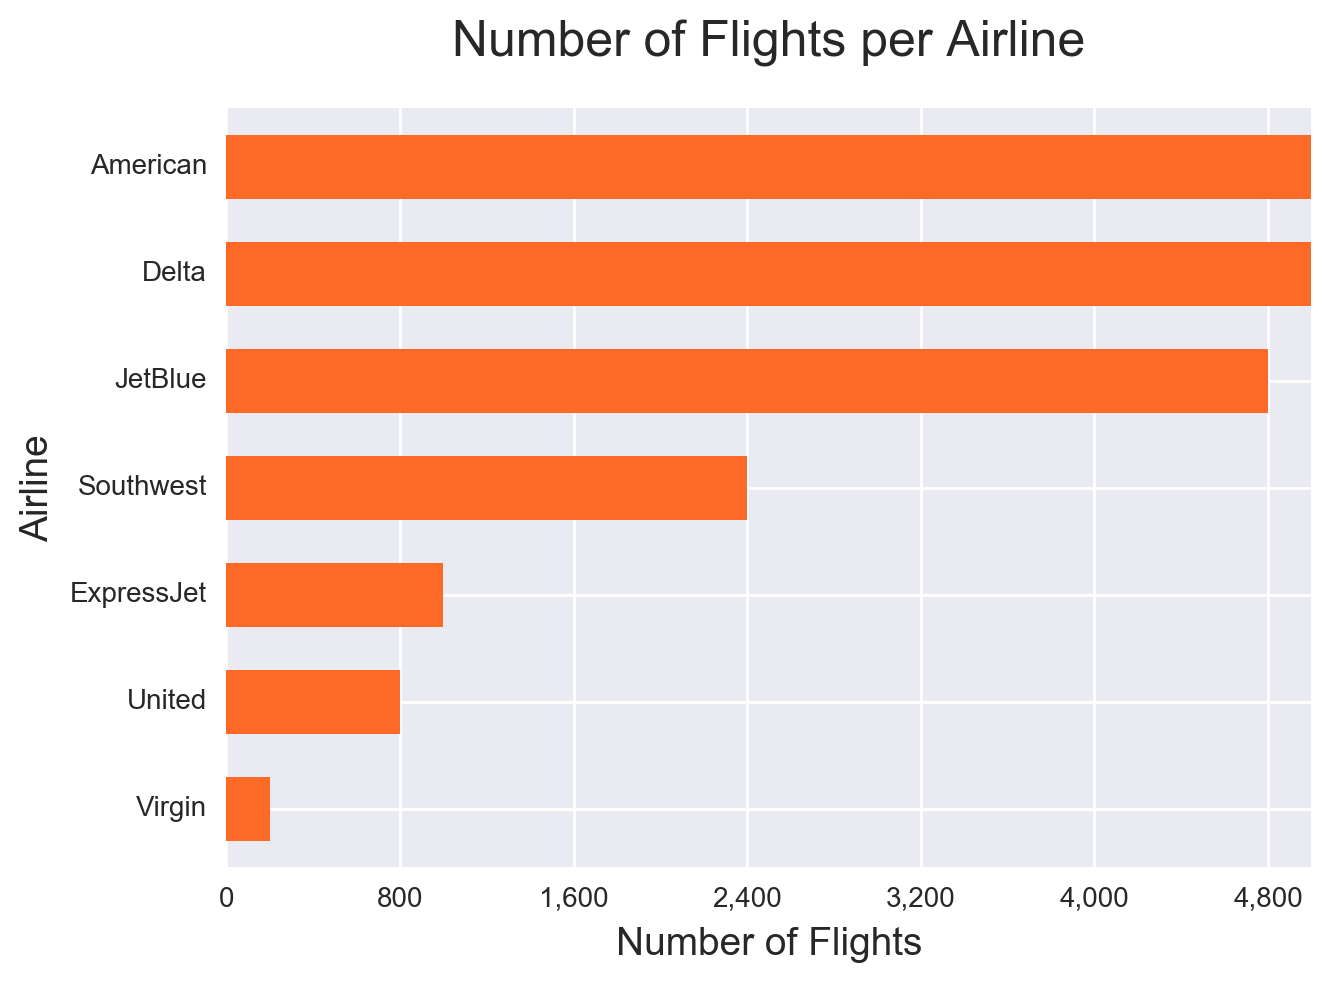 Number of Flights per Airline
American
Delta
JetBlue
Southwest
ExpressJet
United
Virgin
Airline
0 800 1,600 2,400 3,200 4,000 4,800
Number of Flights